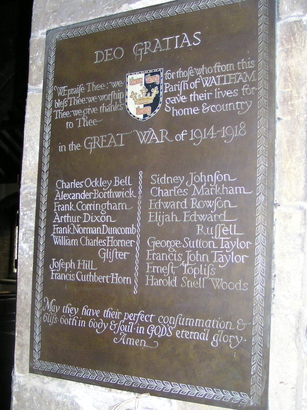 DEO GRATIAS
"We praise Thee: we
bless Thee: we worship
Thee: we give thanks
to Thee
for those who from this
Parish of WALTHAM
gave their lives for
home & country
in the GREAT WAR of 1914-1918
Charles Ockley Bell
Alexander Borthwick
Frank Corringham
Arthur Dixon
Frank Norman Duncomb
William Charles Horner
Glister
Joseph Hill
Francis Cuthbert Horn
Sidney Johnson
Charles Markham
Edward Rowson
Elijah Edward
Russell
George Sutton Taylor
Francis John Taylor
Ernest Topliss
Harold Snell Woods
May they have their perfect consummation &
bliss both in body & soul in GODS eternal glory.
Amen